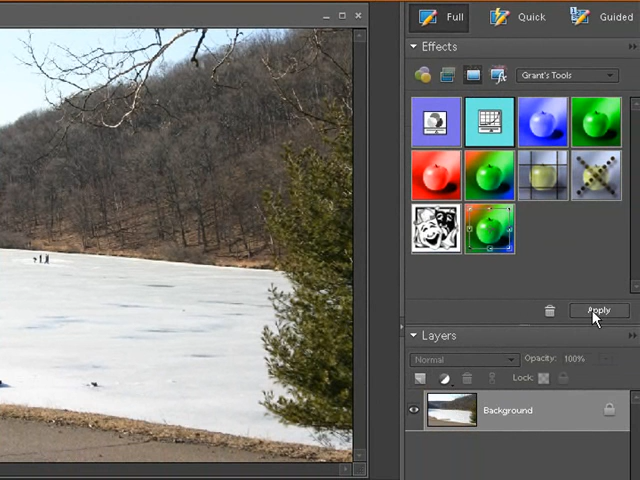 Full Quick Guided
Effects
Grant's Tools
Apply
Layers
Normal Opacity: 100%
Lock:
Background